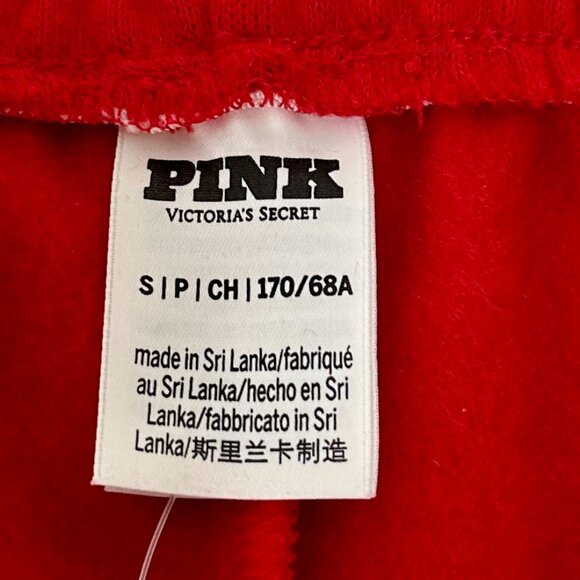 PINK
VICTORIA'S SECRET
S | P | CH | 170/68A
made in Sri Lanka/fabriqué
au Sri Lanka/hecho en Sri
Lanka/fabbricato in Sri
Lanka/斯里兰卡制造